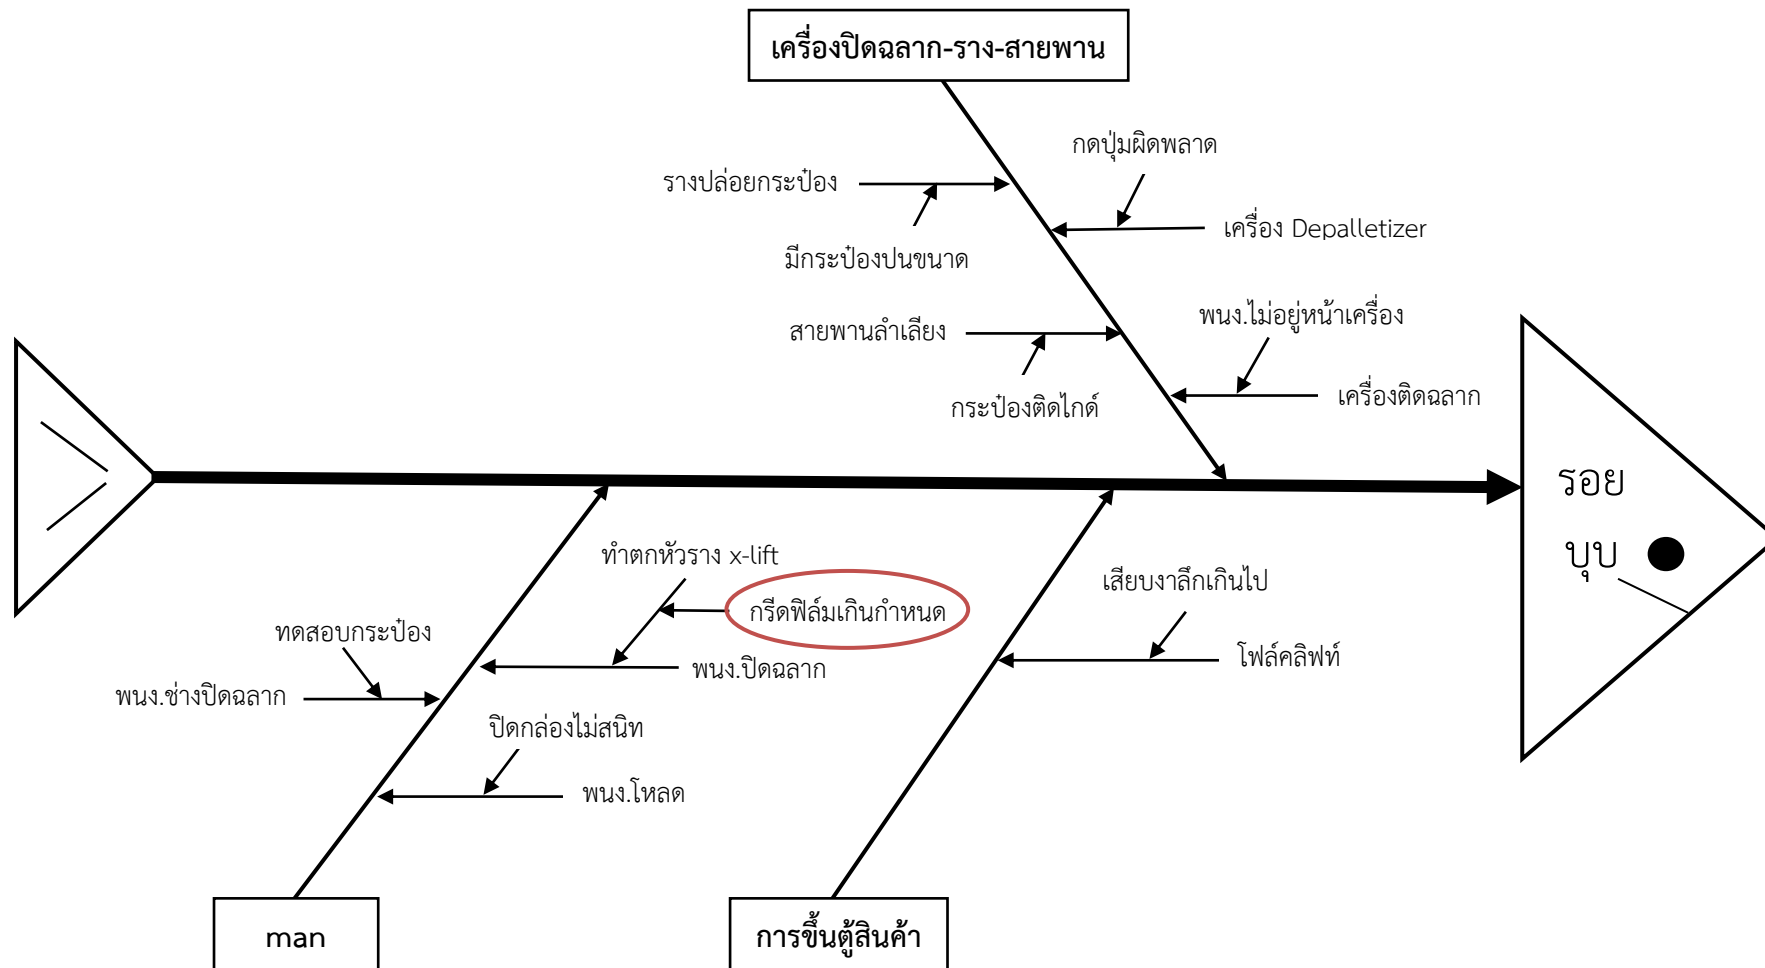 เครื่องปิดฉลาก-ราง-สายพาน
กดปุ่มผิดพลาด
รางปล่อยกระป๋อง
เครื่อง Depalletizer
มีกระป๋องปนขนาด
พนง.ไม่อยู่หน้าเครื่อง
สายพานลำเลียง
เครื่องติดฉลาก
กระป๋องติดไกด์
รอย
บุบ
ทำตกหัวราง x-lift
เสียบงาลึกเกินไป
กรีดฟิล์มเกินกำหนด
ทดสอบกระป๋อง
โฟล์คลิฟท์
พนง.ปิดฉลาก
พนง.ช่างปิดฉลาก
ปิดกล่องไม่สนิท
พนง.โหลด
man
การขึ้นตู้สินค้า